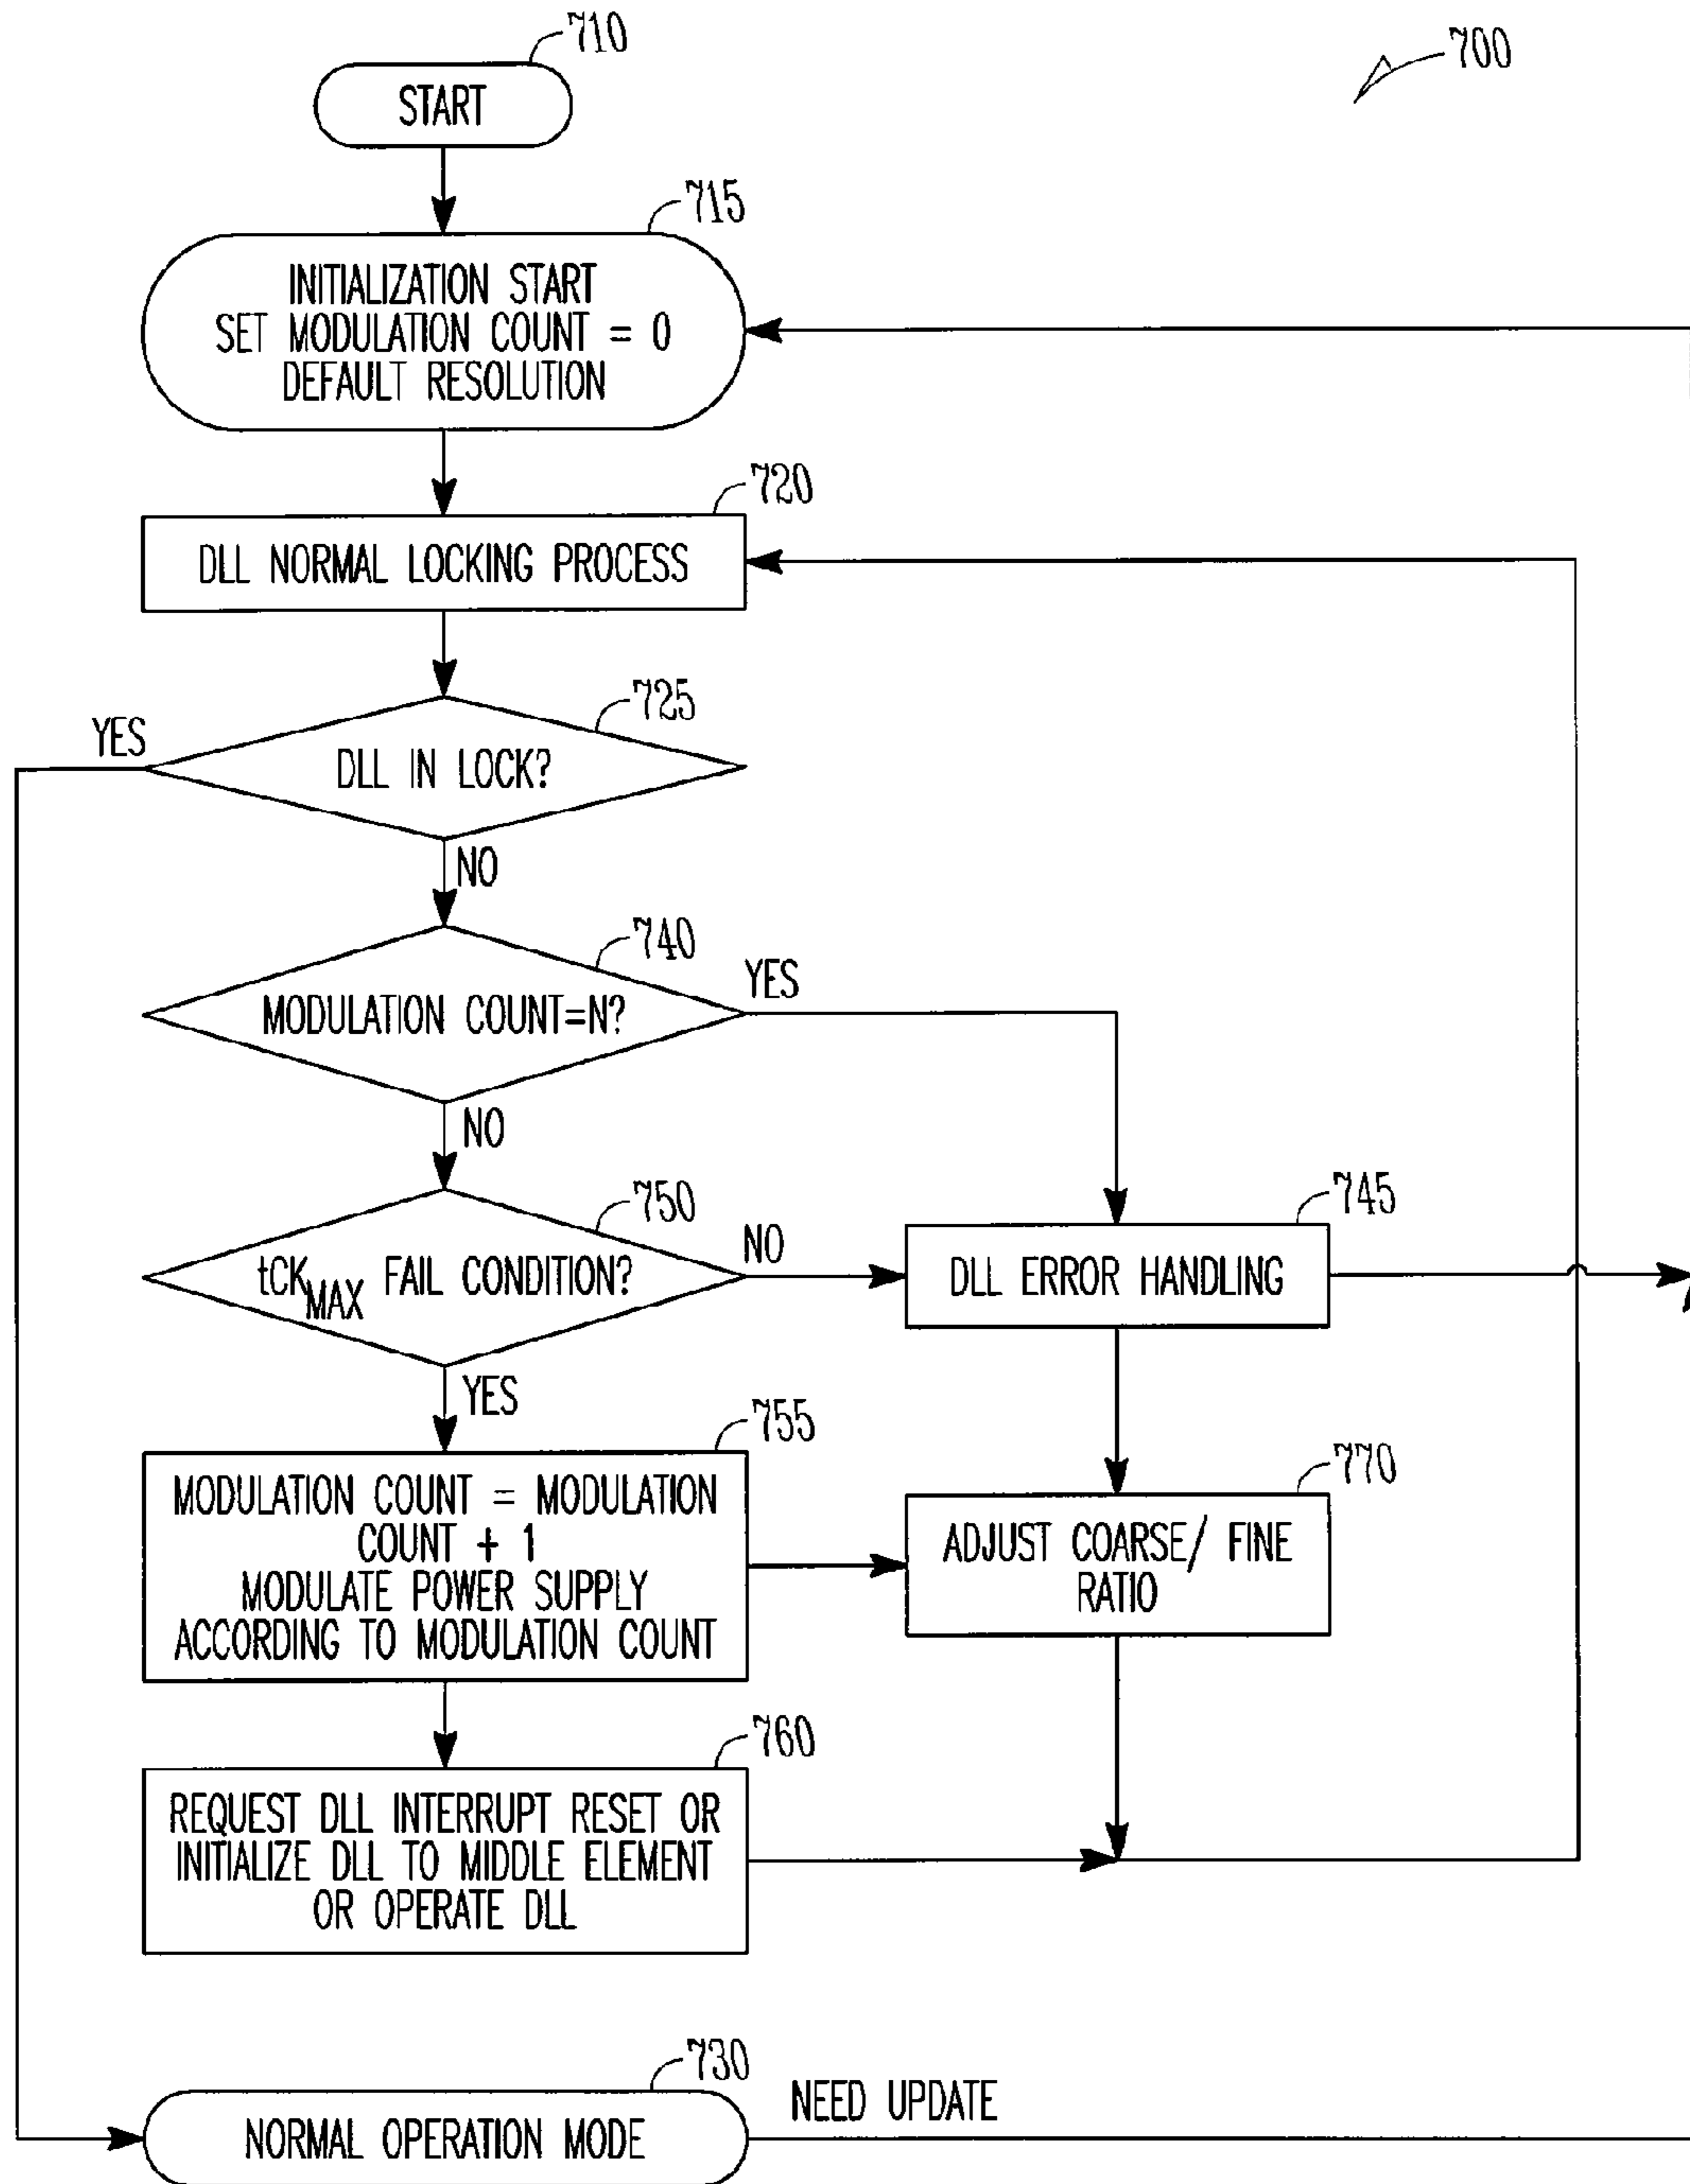 710
700
START
715
INITIALIZATION START
SET MODULATION COUNT = 0
DEFAULT RESOLUTION
720
DLL NORMAL LOCKING PROCESS
725
YES
DLL IN LOCK?
NO
740
YES
MODULATION COUNT=N?
NO
750
NO
tCKMAX FAIL CONDITION?
745
DLL ERROR HANDLING
YES
755
MODULATION COUNT = MODULATION
COUNT + 1
MODULATE POWER SUPPLY
ACCORDING TO MODULATION COUNT
770
ADJUST COARSE/ FINE
RATIO
760
REQUEST DLL INTERRUPT RESET OR
INITIALIZE DLL TO MIDDLE ELEMENT
OR OPERATE DLL
730
NEED UPDATE
NORMAL OPERATION MODE